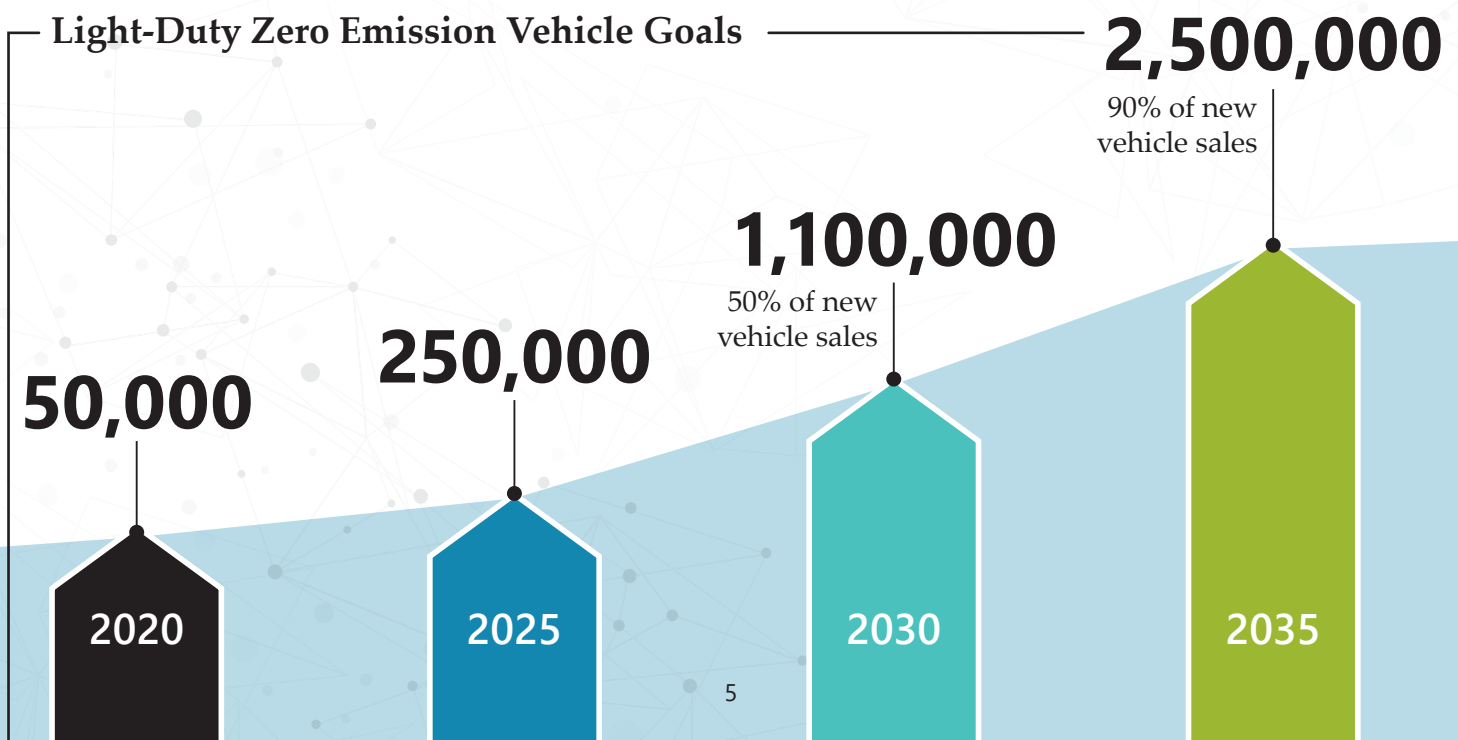 Light-Duty Zero Emission Vehicle Goals
2,500,000
90% of new
vehicle sales
1,100,000
50% of new
vehicle sales
250,000
50,000
2020
2025
2030
2035
5